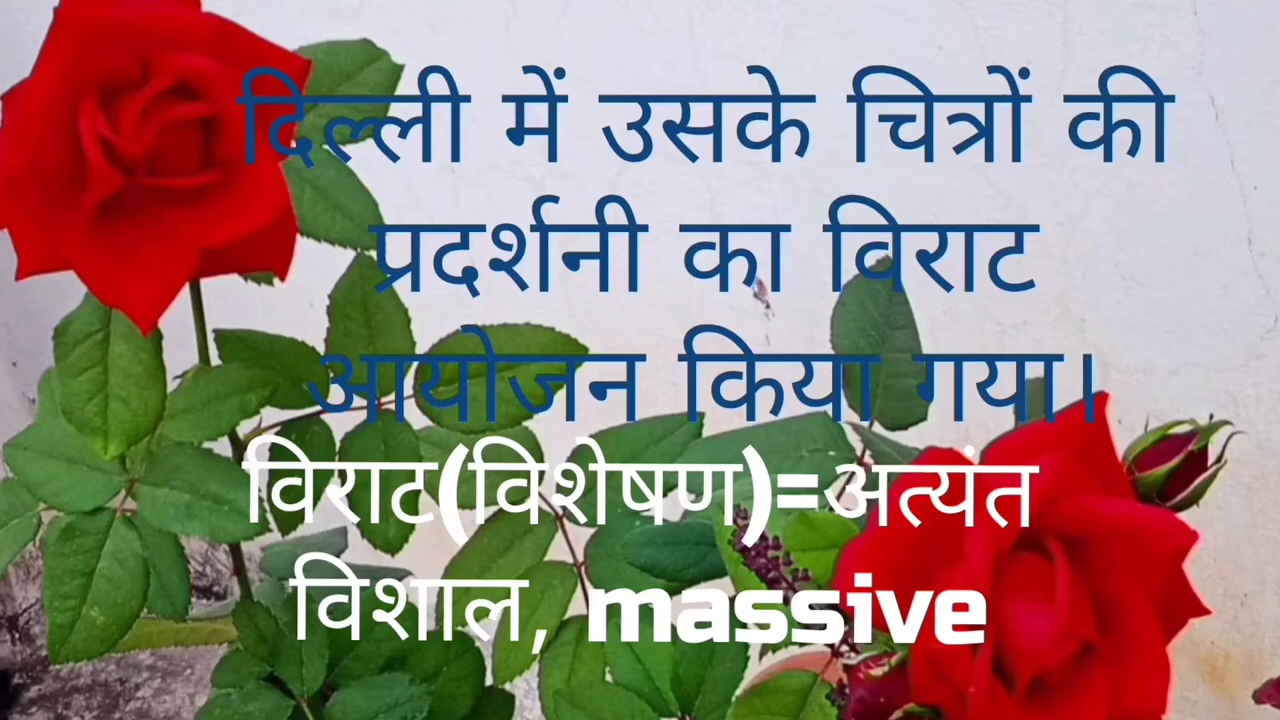 दिल्ली में उसके चित्रों की
प्रदर्शनी का विराट
आयोजन किया गया।
विराट(विशेषण)=अत्यंत
विशाल, massive